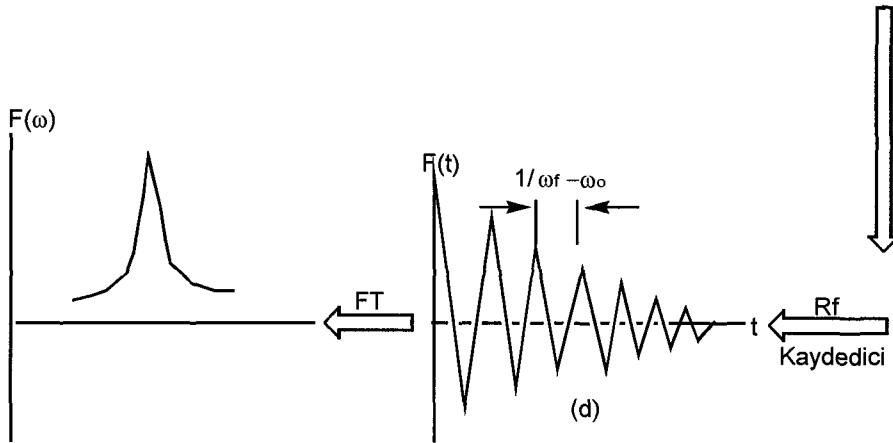 F(ω)
F(t)
1/ ωf –ωo
FT
t
Rf
Kaydedici
(d)